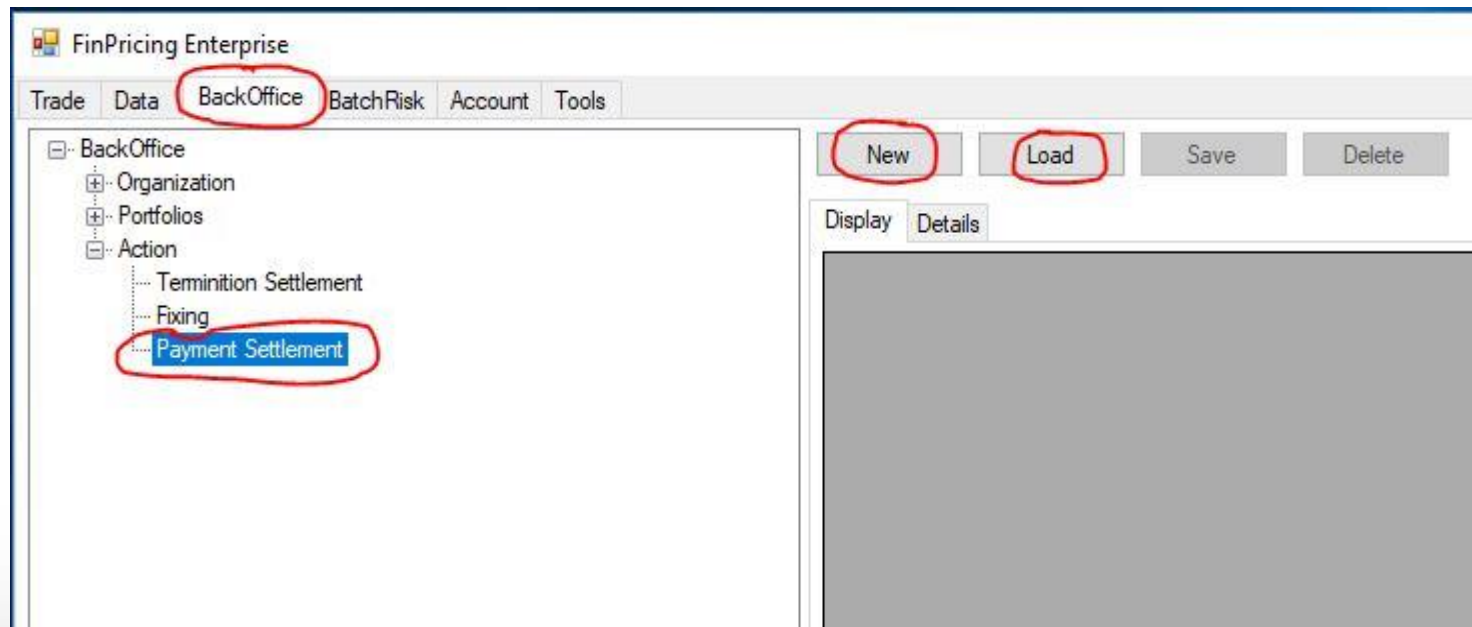 FinPricing Enterprise
Trade Data BackOffice BatchRisk Account Tools
BackOffice
Organization
Portfolios
Action
Terminition Settlement
Fixing
Payment Settlement
New Load Save Delete
Display Details